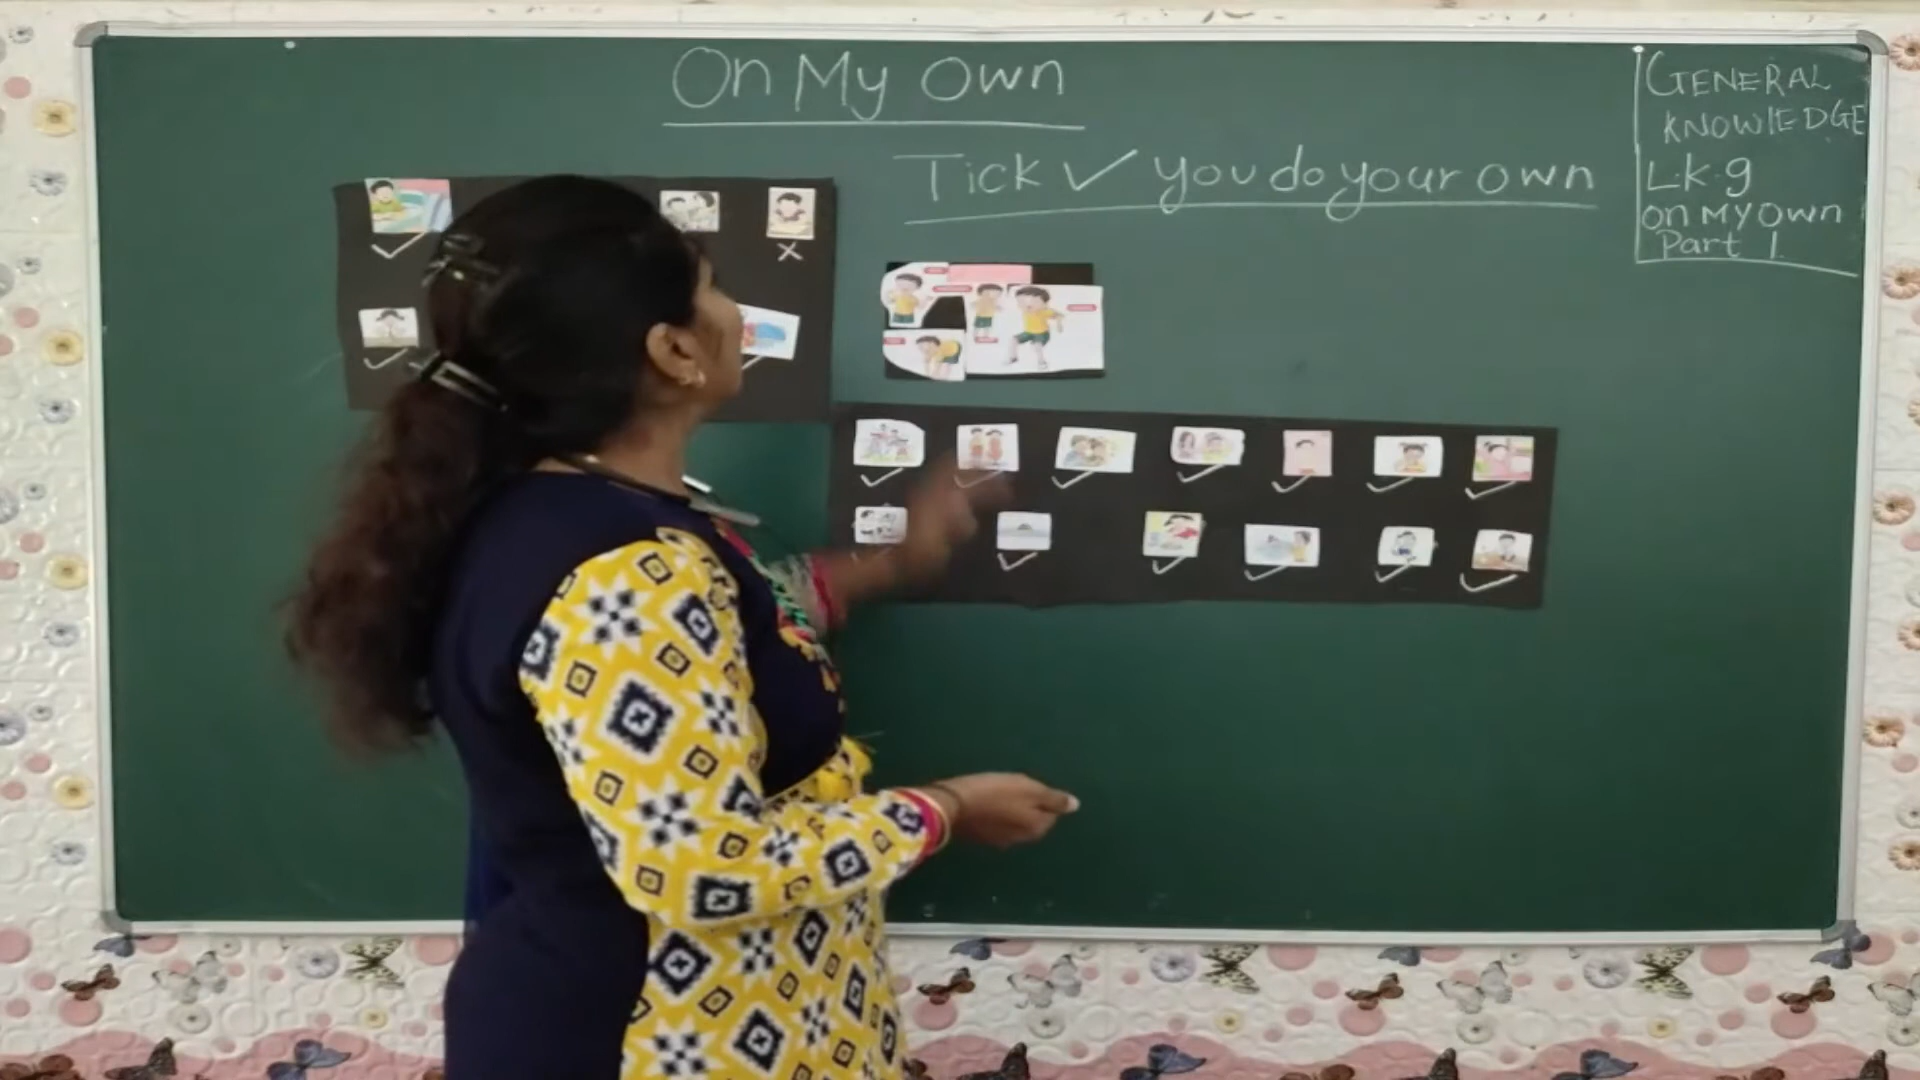 On My Own
Tick ✓ you do your own
GENERAL
KNOWlEDGE
L.k.g
on My Own
Part 1.